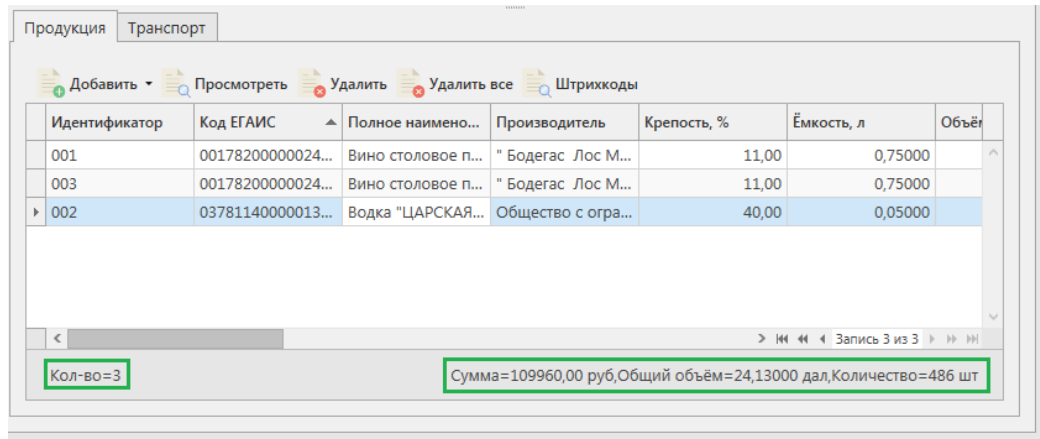 Продукция Транспорт
Добавить Просмотреть Удалить Удалить все Штрихкоды
Идентификатор Код ЕГАИС Полное наимено... Производитель Крепость, % Ёмкость, л Объём
001 00178200000024... Вино столовое п... " Бодегас Лос М... 11,00 0,75000
003 00178200000024... Вино столовое п... " Бодегас Лос М... 11,00 0,75000
002 03781140000013... Водка "ЦАРСКАЯ... Общество с огра... 40,00 0,05000
Запись 3 из 3
Кол-во=3 Сумма=109960,00 руб,Общий объём=24,13000 дал,Количество=486 шт